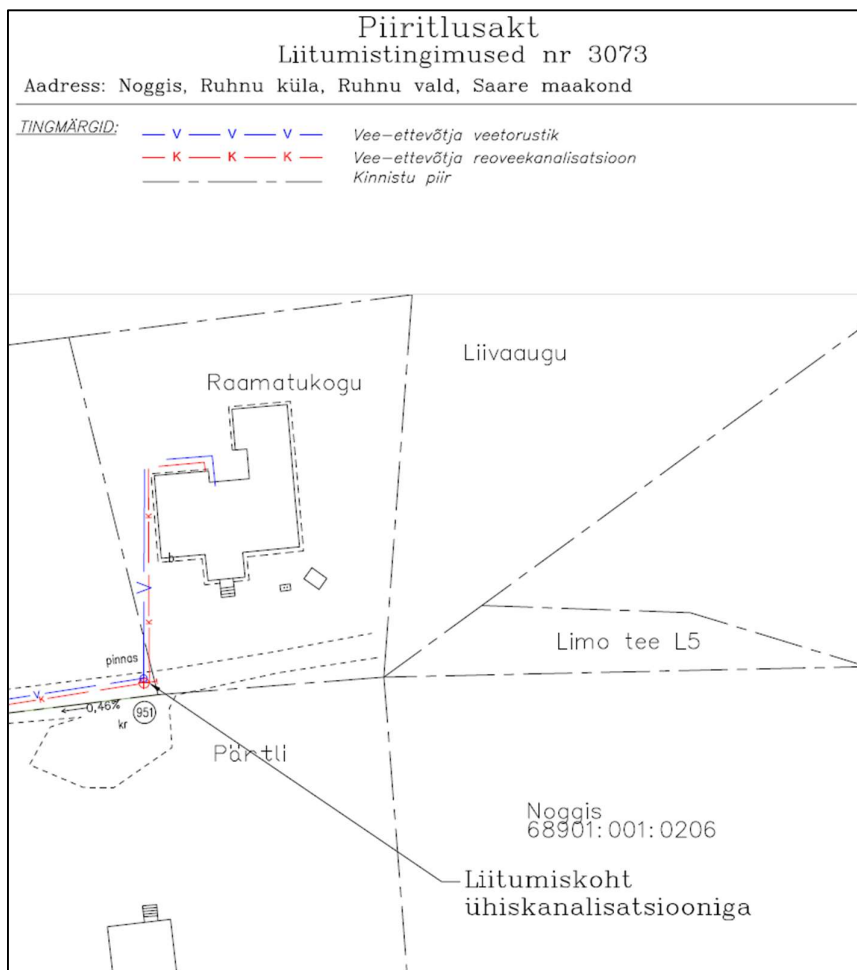 Piiritlusakt
Liitumistingimused nr 3073
Aadress: Noggis, Ruhnu küla, Ruhnu vald, Saare maakond
TINGMÄRGID:
V V V Vee-ettevõtja veetorustik
K K K Vee-ettevõtja reoveekanalisatsioon
Kinnistu piir
Liivaaugu
Raamatukogu
K
b
V
K
Limo tee L5
pinnas
V
K
0,46%
951
kr
Päntli
Noggis
68901:001:0206
Liitumiskoht
ühiskanalisatsiooniga